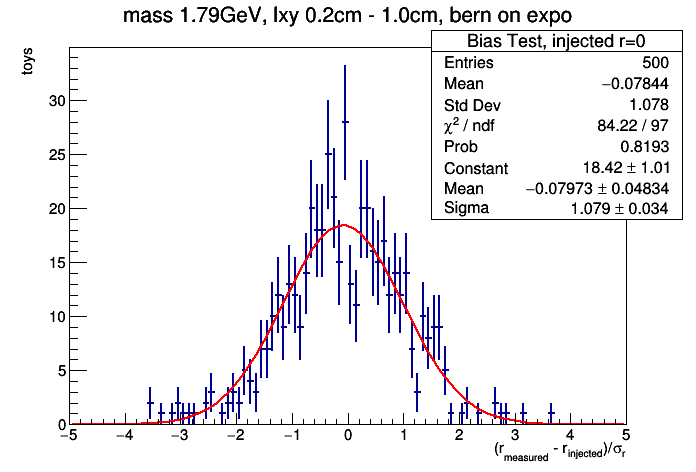 mass 1.79GeV, lxy 0.2cm - 1.0cm, bern on expo
Bias Test, injected r=0
Entries 500
Mean −0.07844
Std Dev 1.078
χ² / ndf 84.22 / 97
Prob 0.8193
Constant 18.42 ± 1.01
Mean −0.07973 ± 0.04834
Sigma 1.079 ± 0.034
toys
30
25
20
15
10
5
0
−5 −4 −3 −2 −1 0 1 2 3 4 5
(r_measured - r_injected)/σ_r